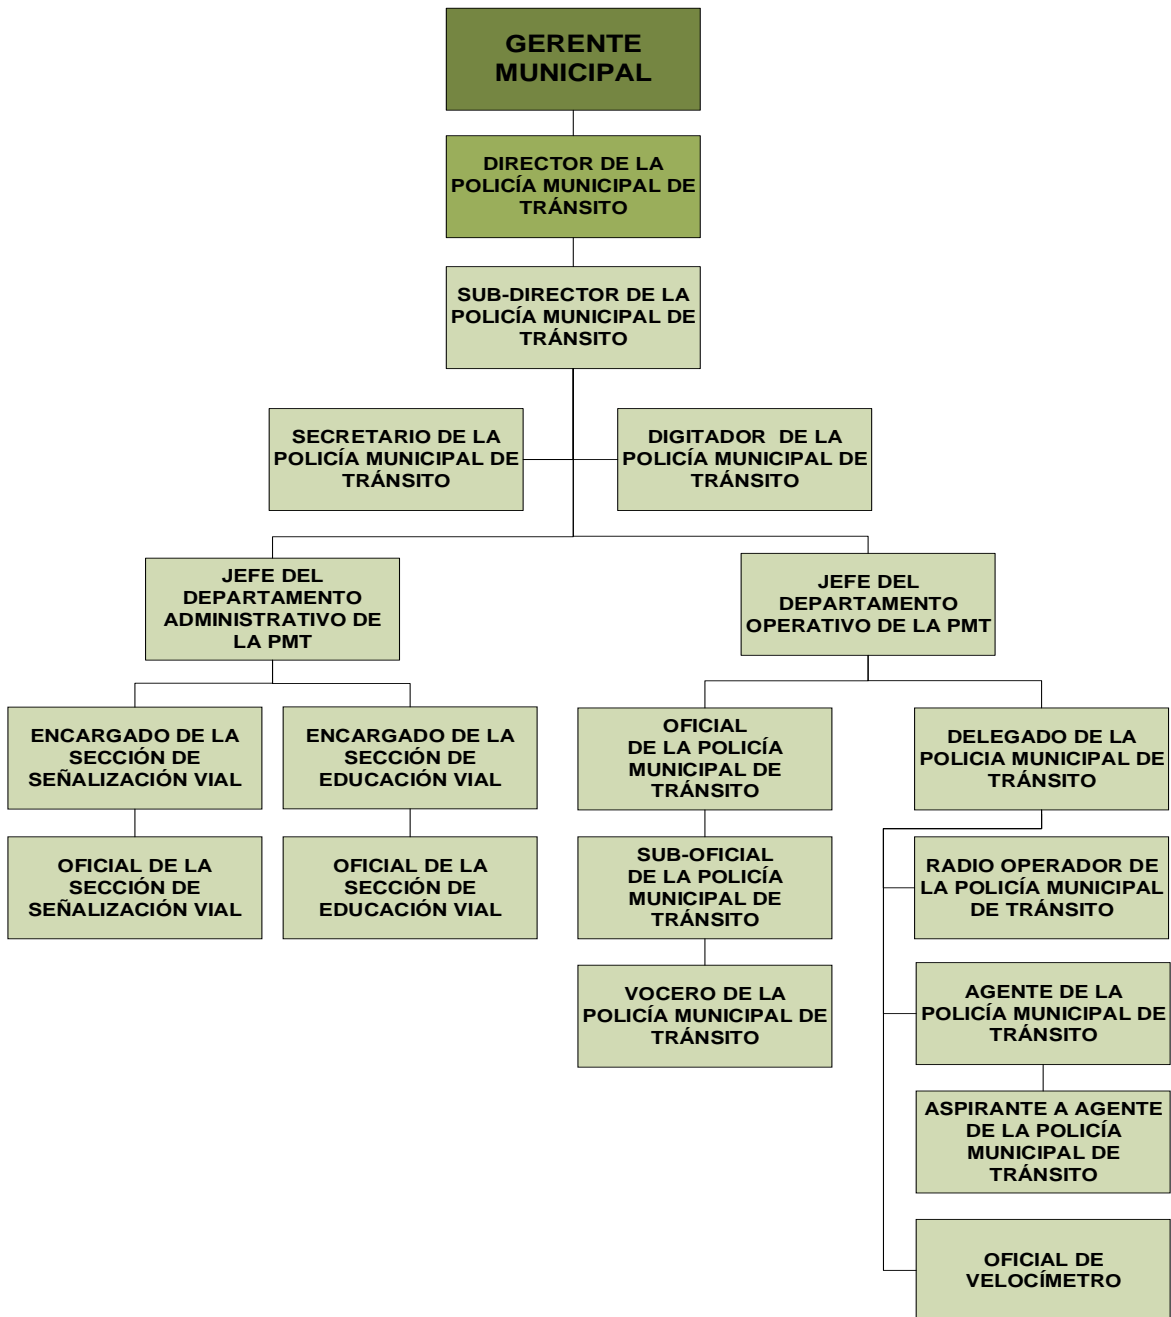 GERENTE
MUNICIPAL
DIRECTOR DE LA
POLICÍA MUNICIPAL DE
TRÁNSITO
SUB-DIRECTOR DE LA
POLICÍA MUNICIPAL DE
TRÁNSITO
SECRETARIO DE LA
POLICÍA MUNICIPAL DE
TRÁNSITO
DIGITADOR DE LA
POLICÍA MUNICIPAL DE
TRÁNSITO
JEFE DEL
DEPARTAMENTO
ADMINISTRATIVO DE
LA PMT
JEFE DEL
DEPARTAMENTO
OPERATIVO DE LA PMT
ENCARGADO DE LA
SECCIÓN DE
SEÑALIZACIÓN VIAL
ENCARGADO DE LA
SECCIÓN DE
EDUCACIÓN VIAL
OFICIAL
DE LA POLICÍA
MUNICIPAL DE
TRÁNSITO
DELEGADO DE LA
POLICIA MUNICIPAL DE
TRÁNSITO
OFICIAL DE LA
SECCIÓN DE
SEÑALIZACIÓN VIAL
OFICIAL DE LA
SECCIÓN DE
EDUCACIÓN VIAL
SUB-OFICIAL
DE LA POLICÍA
MUNICIPAL DE
TRÁNSITO
RADIO OPERADOR DE
LA POLICÍA MUNICIPAL
DE TRÁNSITO
VOCERO DE LA
POLICÍA MUNICIPAL DE
TRÁNSITO
AGENTE DE LA
POLICÍA MUNICIPAL DE
TRÁNSITO
ASPIRANTE A AGENTE
DE LA POLICÍA
MUNICIPAL DE
TRÁNSITO
OFICIAL DE
VELOCÍMETRO